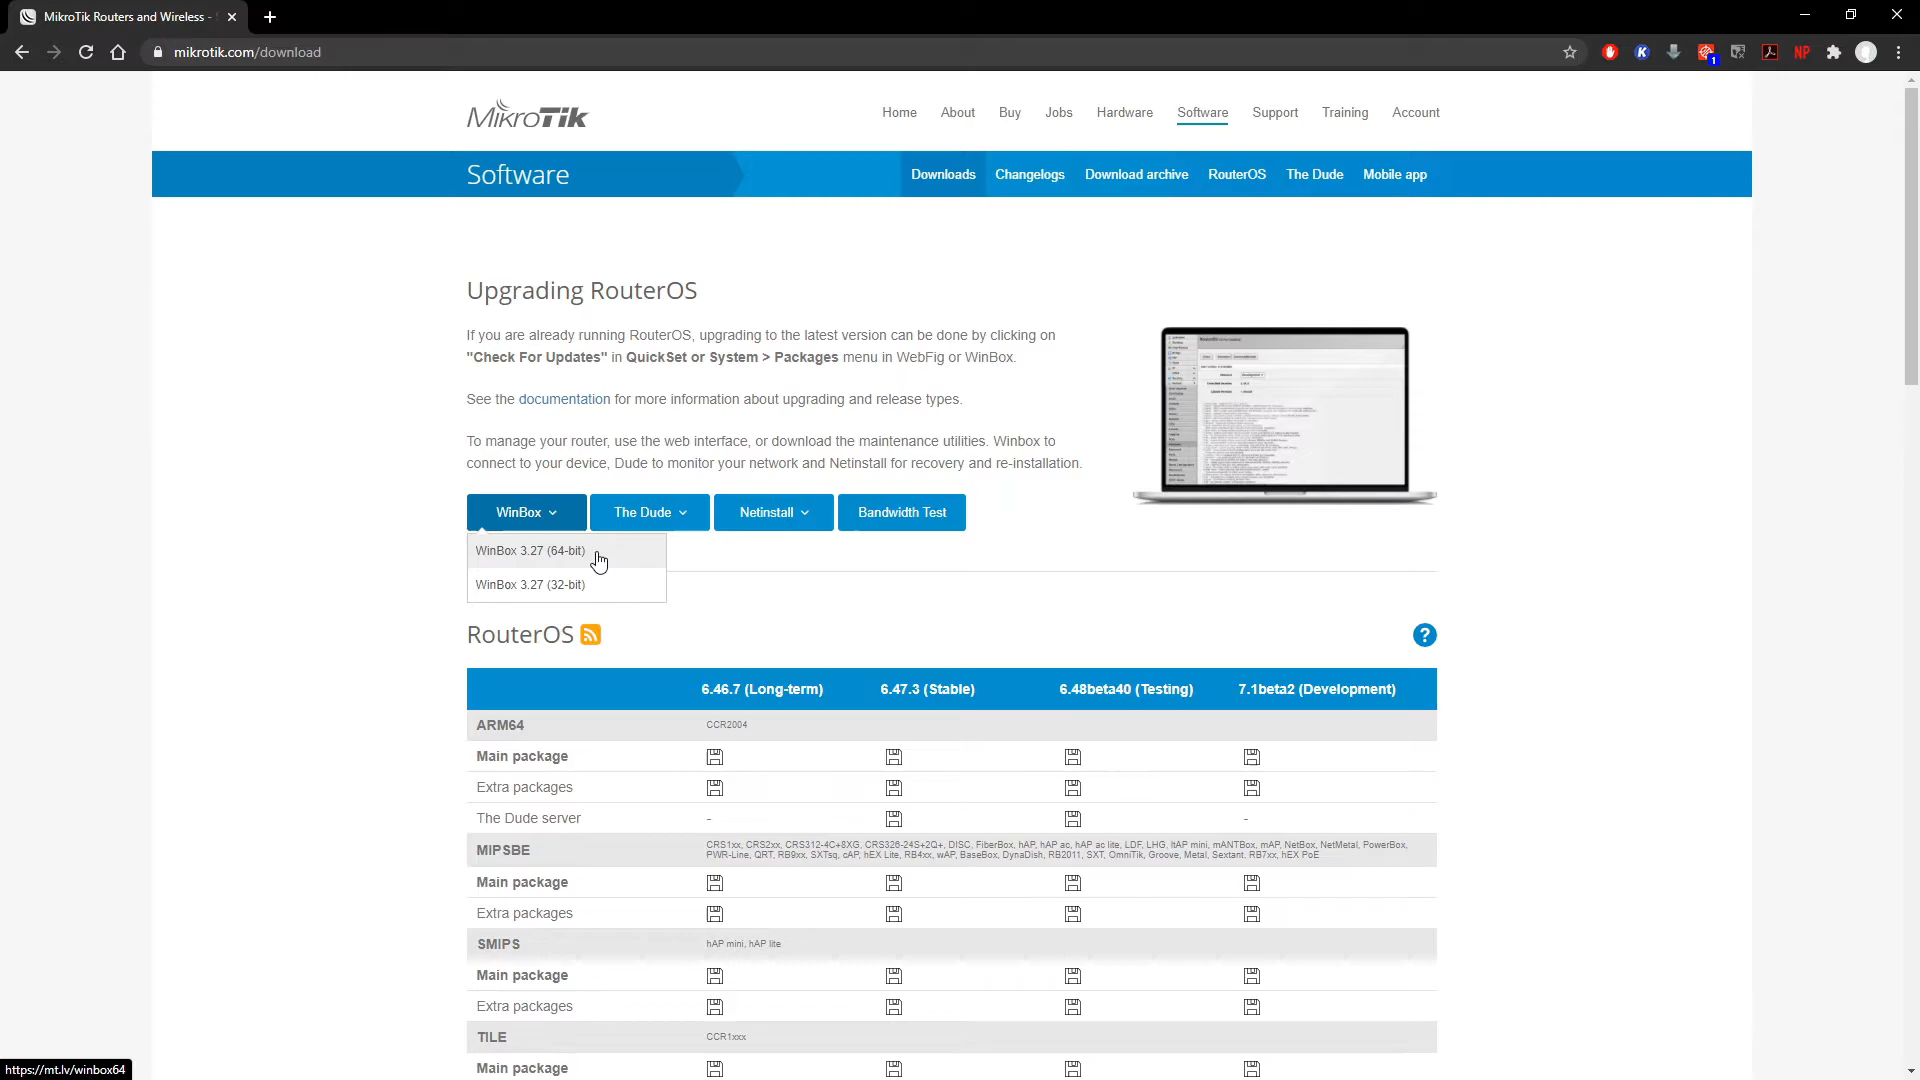 MikroTik Routers and Wireless -
mikrotik.com/download
1
NP
MikroTik
Home
About
Buy
Jobs
Hardware
Software
Support
Training
Account
Software
Downloads
Changelogs
Download archive
RouterOS
The Dude
Mobile app
Upgrading RouterOS
If you are already running RouterOS, upgrading to the latest version can be done by clicking on
"Check For Updates" in QuickSet or System > Packages menu in WebFig or WinBox.
See the documentation for more information about upgrading and release types.
To manage your router, use the web interface, or download the maintenance utilities. Winbox to
connect to your device, Dude to monitor your network and Netinstall for recovery and re-installation.
WinBox
The Dude
Netinstall
Bandwidth Test
WinBox 3.27 (64-bit)
WinBox 3.27 (32-bit)
RouterOS
?
6.46.7 (Long-term) 6.47.3 (Stable) 6.48beta40 (Testing) 7.1beta2 (Development)
ARM64 CCR2004
Main package
Extra packages
The Dude server - -
MIPSBE
CRS1xx, CRS2xx, CRS312-4C+8XG, CRS326-24S+2Q+, DISC, FiberBox, hAP, hAP ac, hAP ac lite, LDF, LHG, ltAP mini, mANTBox, mAP, NetBox, NetMetal, PowerBox,
PWR-Line, QRT, RB9xx, SXTsq, cAP, hEX Lite, RB4xx, wAP, BaseBox, DynaDish, RB2011, SXT, OmniTik, Groove, Metal, Sextant, RB7xx, hEX PoE
Main package
Extra packages
SMIPS hAP mini, hAP lite
Main package
Extra packages
TILE CCR1xxx
Main package
https://mt.lv/winbox64